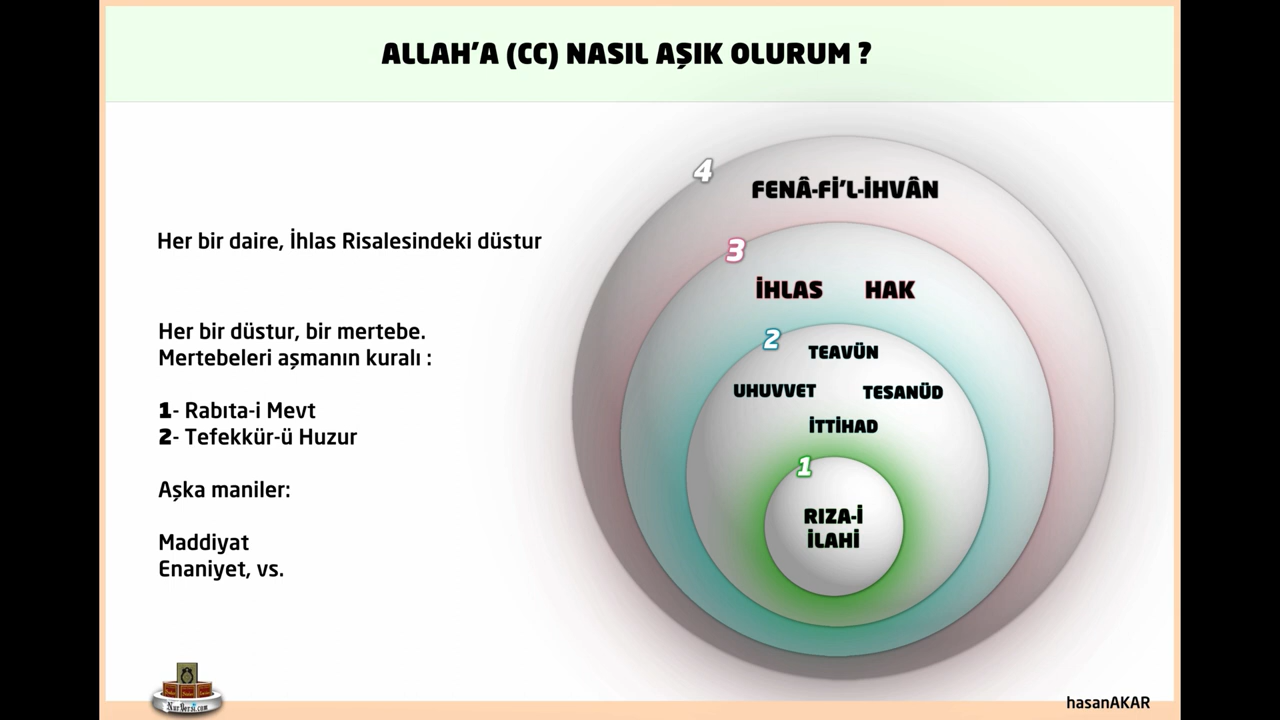 ALLAH'A (CC) NASIL AŞIK OLURUM ?
Her bir daire, İhlas Risalesindeki düstur
Her bir düstur, bir mertebe.
Mertebeleri aşmanın kuralı :
1- Rabıta-i Mevt
2- Tefekkür-ü Huzur
Aşka maniler:
Maddiyat
Enaniyet, vs.
4
FENÂ-Fİ'L-İHVÂN
3
İHLAS HAK
2
TEAVÜN
UHUVVET TESANÜD
İTTİHAD
1
RIZA-İ
İLAHİ
NurDersi.com
hasanAKAR